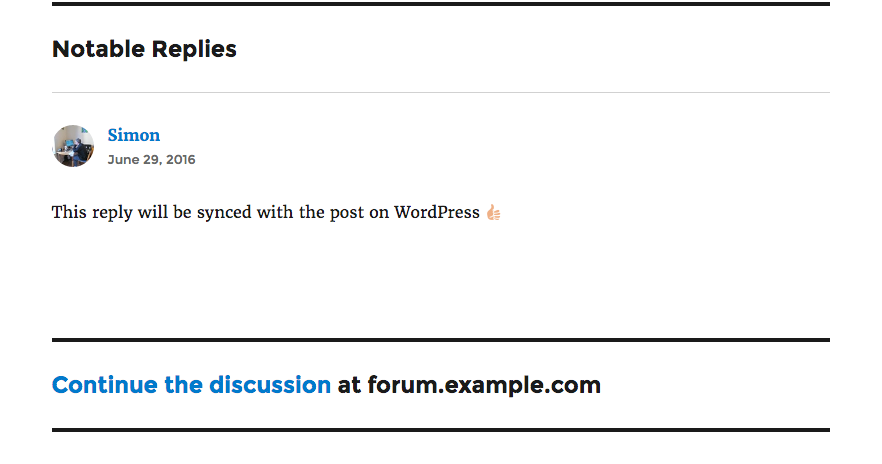 Notable Replies
Simon
June 29, 2016
This reply will be synced with the post on WordPress 👍🏼
Continue the discussion at forum.example.com